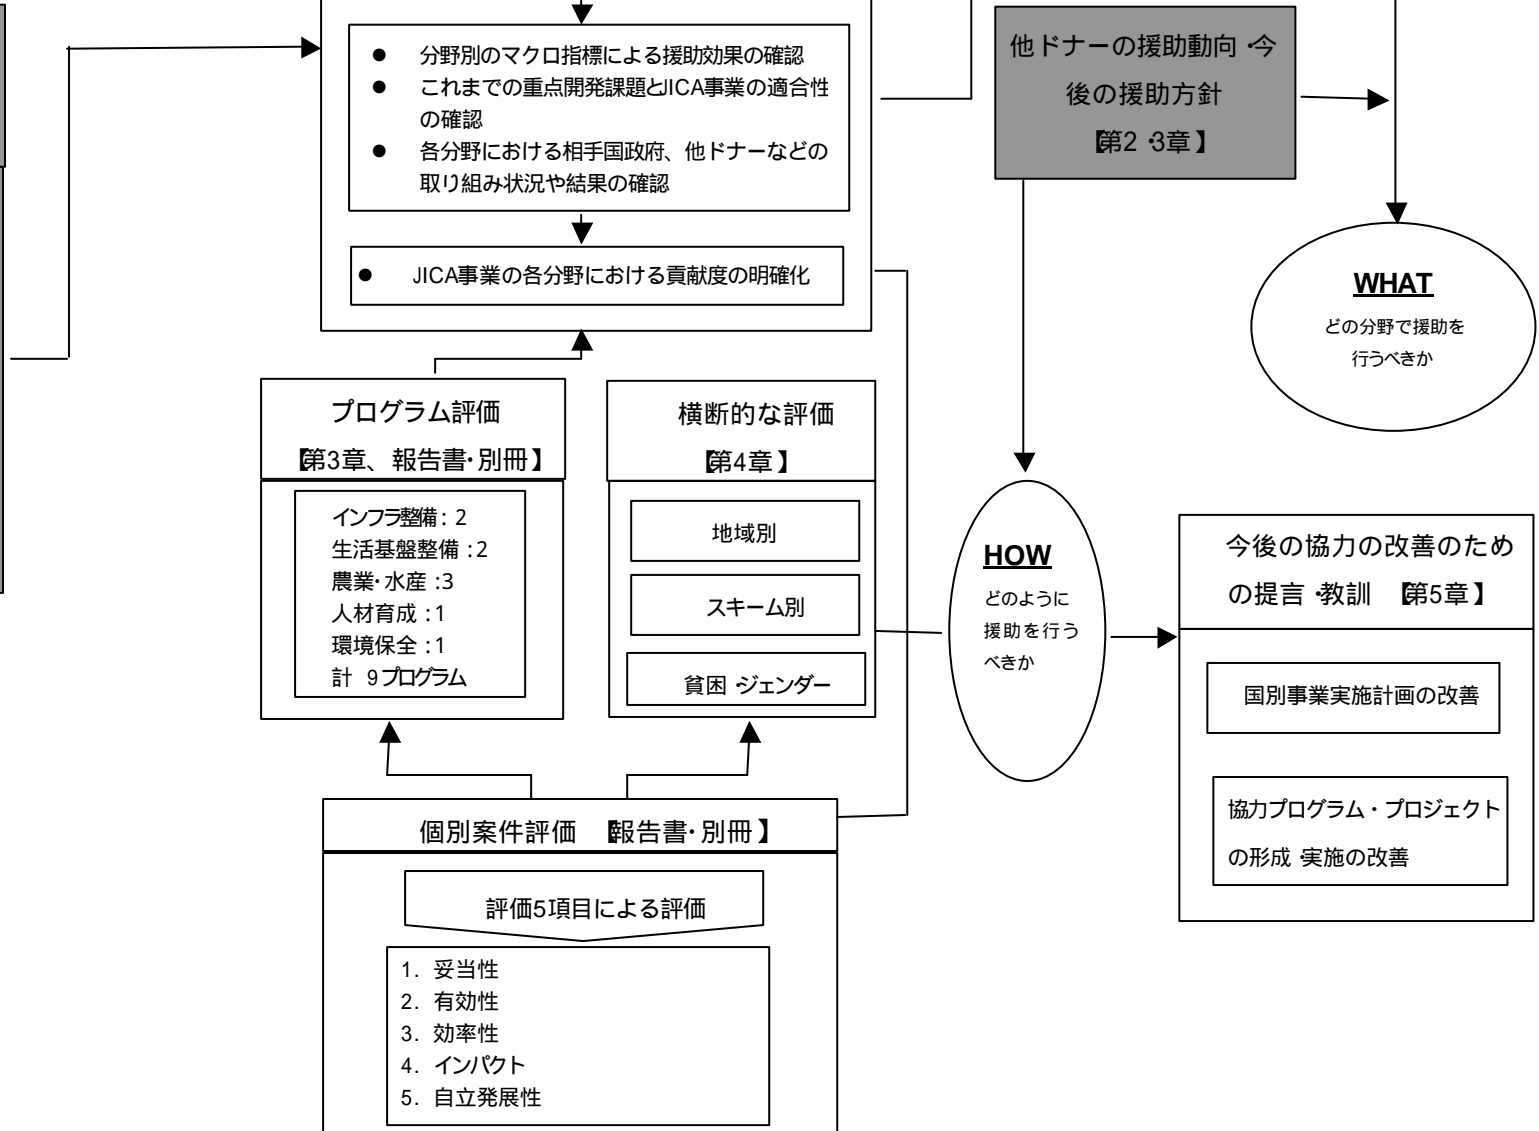 ● 分野別のマクロ指標による援助効果の確認
● これまでの重点開発課題とJICA事業の適合性
の確認
● 各分野における相手国政府、他ドナーなどの
取り組み状況や結果の確認
● JICA事業の各分野における貢献度の明確化
他ドナーの援助動向・今
後の援助方針
【第2・3章】
WHAT
どの分野で援助を
行うべきか
プログラム評価
【第3章、報告書・別冊】
インフラ整備：2
生活基盤整備：2
農業・水産：3
人材育成：1
環境保全：1
計 9プログラム
横断的な評価
【第4章】
地域別
スキーム別
貧困・ジェンダー
HOW
どのように
援助を行う
べきか
今後の協力の改善のため
の提言・教訓 【第5章】
国別事業実施計画の改善
協力プログラム・プロジェクト
の形成・実施の改善
個別案件評価 【報告書・別冊】
評価5項目による評価
1. 妥当性
2. 有効性
3. 効率性
4. インパクト
5. 自立発展性